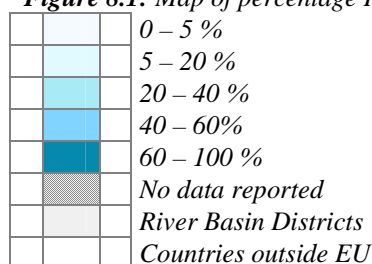 Figure 8.1: Map of percentage
0 – 5 %
5 – 20 %
20 – 40 %
40 – 60%
60 – 100 %
No data reported
River Basin Districts
Countries outside EU